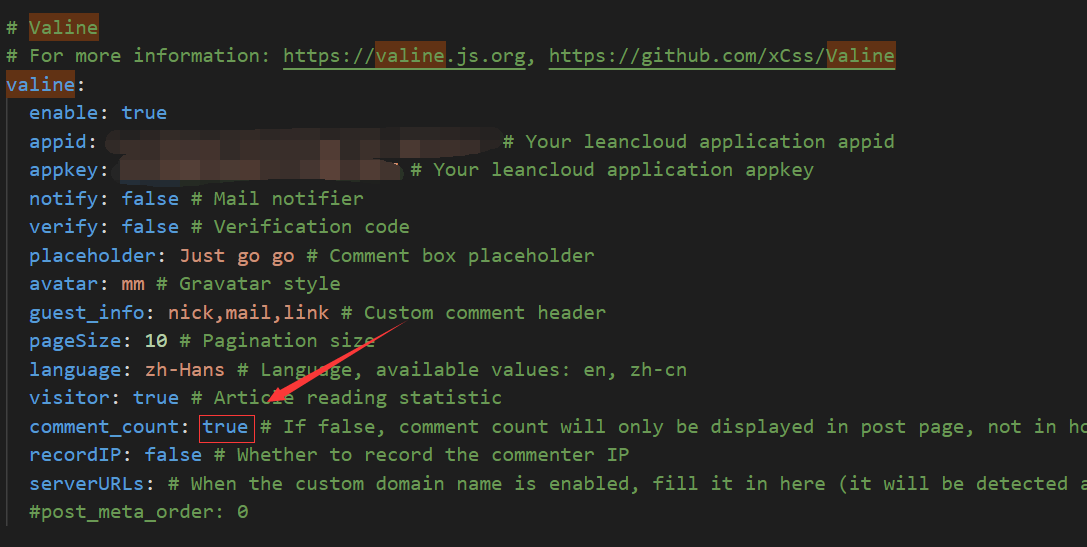 # Valine
# For more information: https://valine.js.org, https://github.com/xCss/Valine
valine:
enable: true
appid: # Your leancloud application appid
appkey: # Your leancloud application appkey
notify: false # Mail notifier
verify: false # Verification code
placeholder: Just go go # Comment box placeholder
avatar: mm # Gravatar style
guest_info: nick,mail,link # Custom comment header
pageSize: 10 # Pagination size
language: zh-Hans # Language, available values: en, zh-cn
visitor: true # Article reading statistic
comment_count: true # If false, comment count will only be displayed in post page, not in
recordIP: false # Whether to record the commenter IP
serverURLs: # When the custom domain name is enabled, fill it in here (it will be detected
#post_meta_order: 0